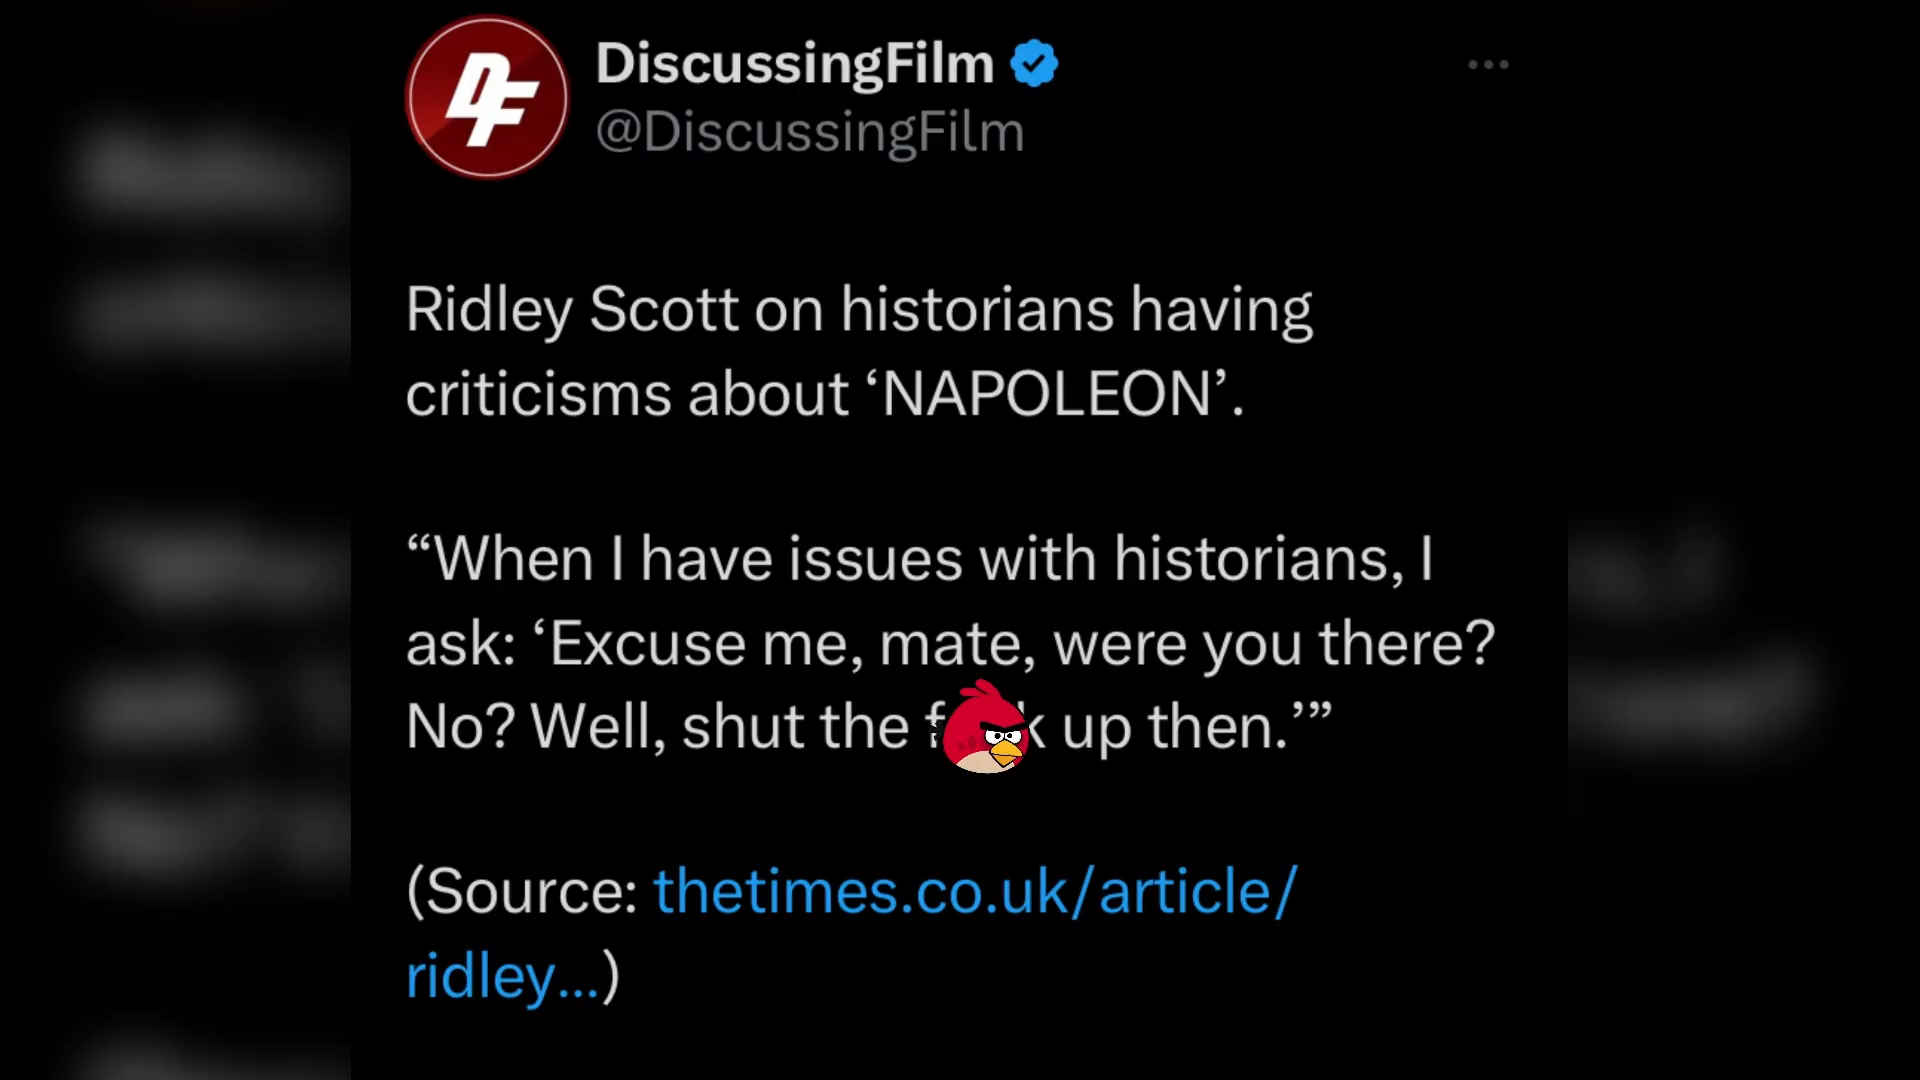 DF
DiscussingFilm
@DiscussingFilm
Ridley Scott on historians having
criticisms about ‘NAPOLEON’.
“When I have issues with historians, I
ask: ‘Excuse me, mate, were you there?
No? Well, shut the f k up then.’”
(Source: thetimes.co.uk/article/
ridley...)